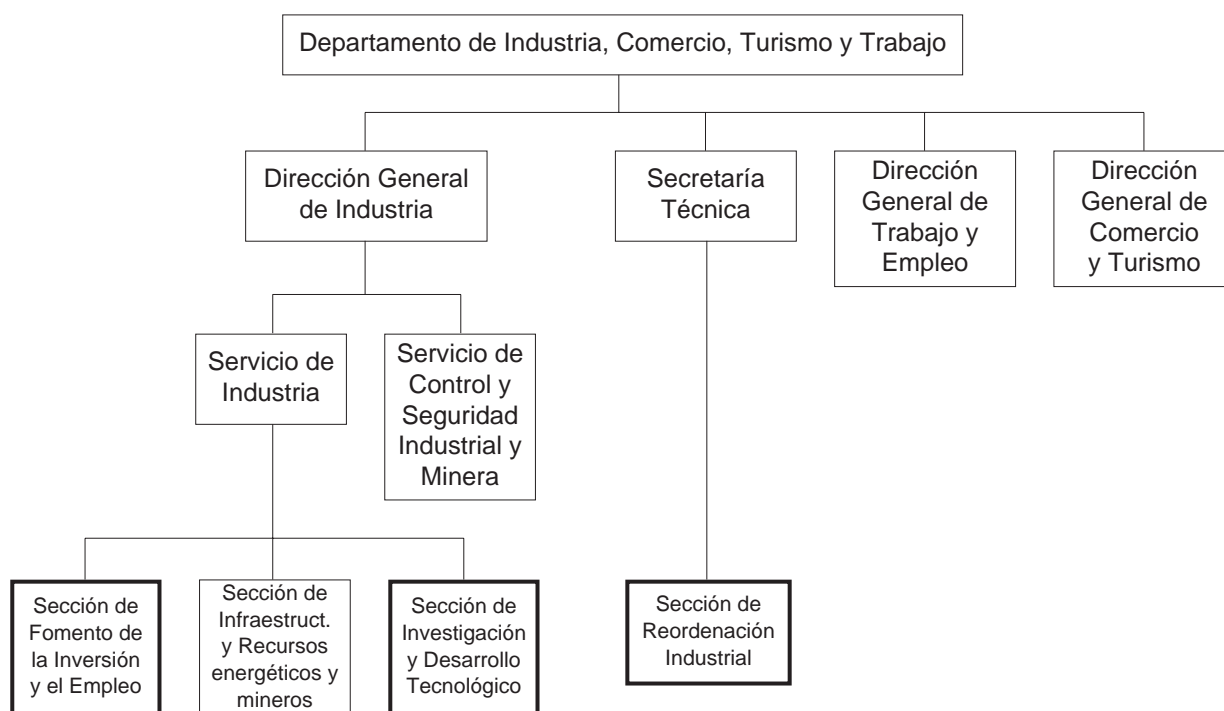 Departamento de Industria, Comercio, Turismo y Trabajo
Dirección General
de Industria
Secretaría
Técnica
Dirección
General de
Trabajo y
Empleo
Dirección
General de
Comercio
y Turismo
Servicio de
Industria
Servicio de
Control y
Seguridad
Industrial y
Minera
Sección de
Fomento de
la Inversión
y el Empleo
Sección de
Infraestruct.
y Recursos
energéticos y
mineros
Sección de
Investigación
y Desarrollo
Tecnológico
Sección de
Reordenación
Industrial